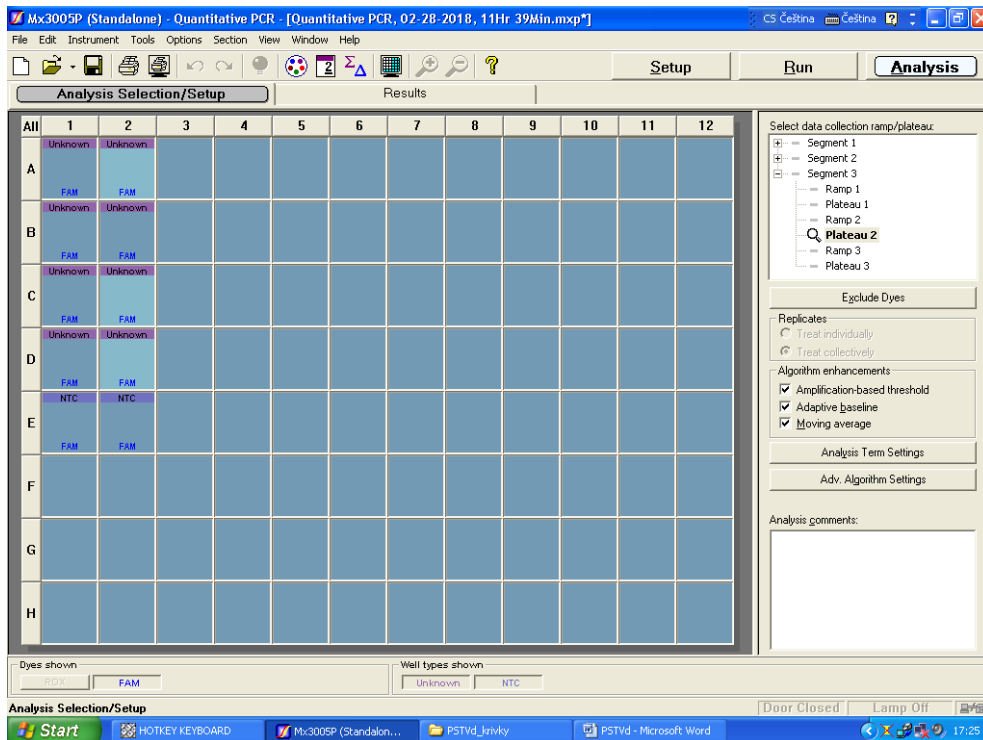 Mx3005P (Standalone) - Quantitative PCR - [Quantitative PCR, 02-28-2018, 11Hr 39Min.mxp*]
CS Čeština Čeština
File Edit Instrument Tools Options Section View Window Help
Setup Run Analysis
Analysis Selection/Setup Results
All 1 2 3 4 5 6 7 8 9 10 11 12
Unknown Unknown
A
FAM FAM
Unknown Unknown
B
FAM FAM
Unknown Unknown
C
FAM FAM
Unknown Unknown
D
FAM FAM
NTC NTC
E
FAM FAM
F
G
H
Select data collection ramp/plateau:
Segment 1
Segment 2
Segment 3
Ramp 1
Plateau 1
Ramp 2
Plateau 2
Ramp 3
Plateau 3
Exclude Dyes
Replicates
Treat individually
Treat collectively
Algorithm enhancements
Amplification-based threshold
Adaptive baseline
Moving average
Analysis Term Settings
Adv. Algorithm Settings
Analysis comments:
Dyes shown
ROX FAM
Well types shown
Unknown NTC
Analysis Selection/Setup
Door Closed Lamp Off
Start HOTKEY KEYBOARD Mx3005P (Standalon... PSTVd_krivky PSTVd - Microsoft Word 17:25